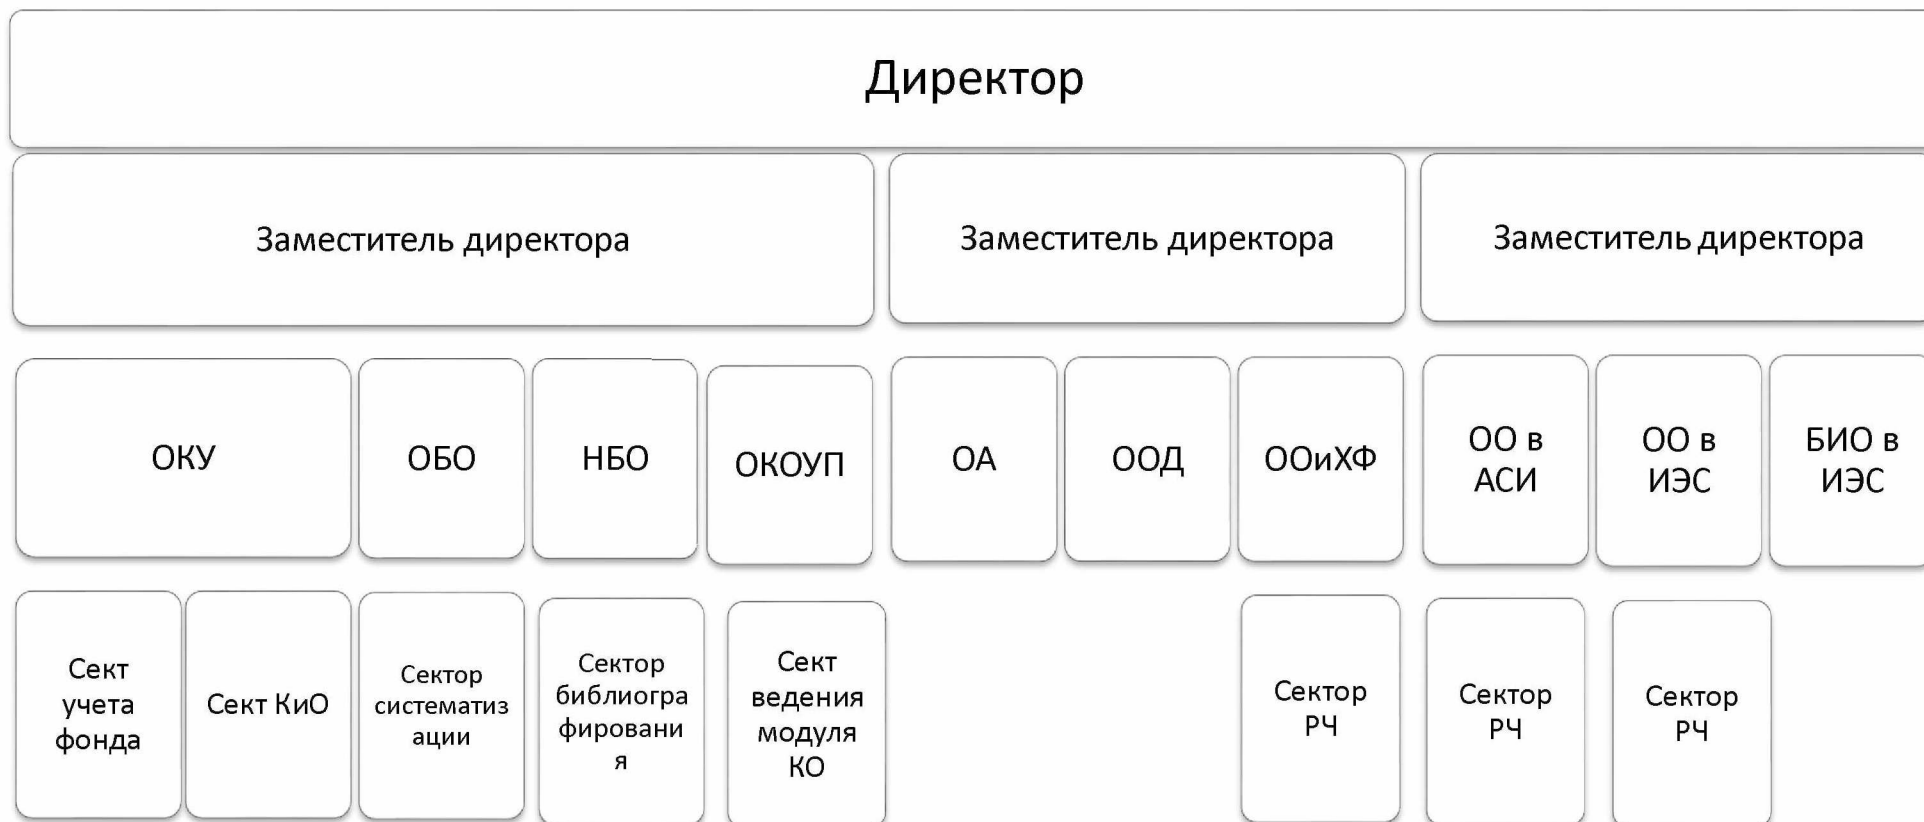 Директор
Заместитель директора
Заместитель директора
Заместитель директора
ОКУ
ОБО
НБО
ОКОУП
ОА
ООД
ООиХФ
ОО в
АСИ
ОО в
ИЭС
БИО в
ИЭС
Сект
учета
фонда
Сект КиО
Сектор
систематиз
ации
Сектор
библиогра
фировани
я
Сект
ведения
модуля
КО
Сектор
РЧ
Сектор
РЧ
Сектор
РЧ